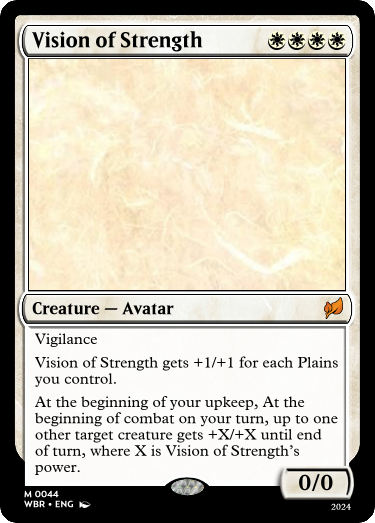 Vision of Strength
Creature — Avatar
Vigilance
Vision of Strength gets +1/+1 for each Plains
you control.
At the beginning of your upkeep, At the
beginning of combat on your turn, up to one
other target creature gets +X/+X until end
of turn, where X is Vision of Strength's
power.
0/0
M 0044
WBR • ENG
2024